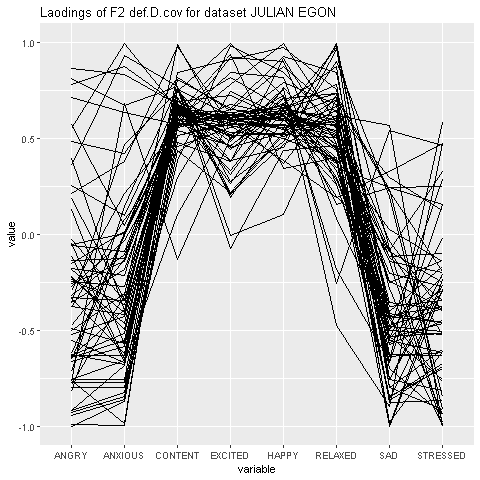 Laodings of F2 def.D.cov for dataset JULIAN EGON
1.0
0.5
0.0
-0.5
-1.0
value
ANGRY ANXIOUS CONTENT EXCITED HAPPY RELAXED SAD STRESSED
variable